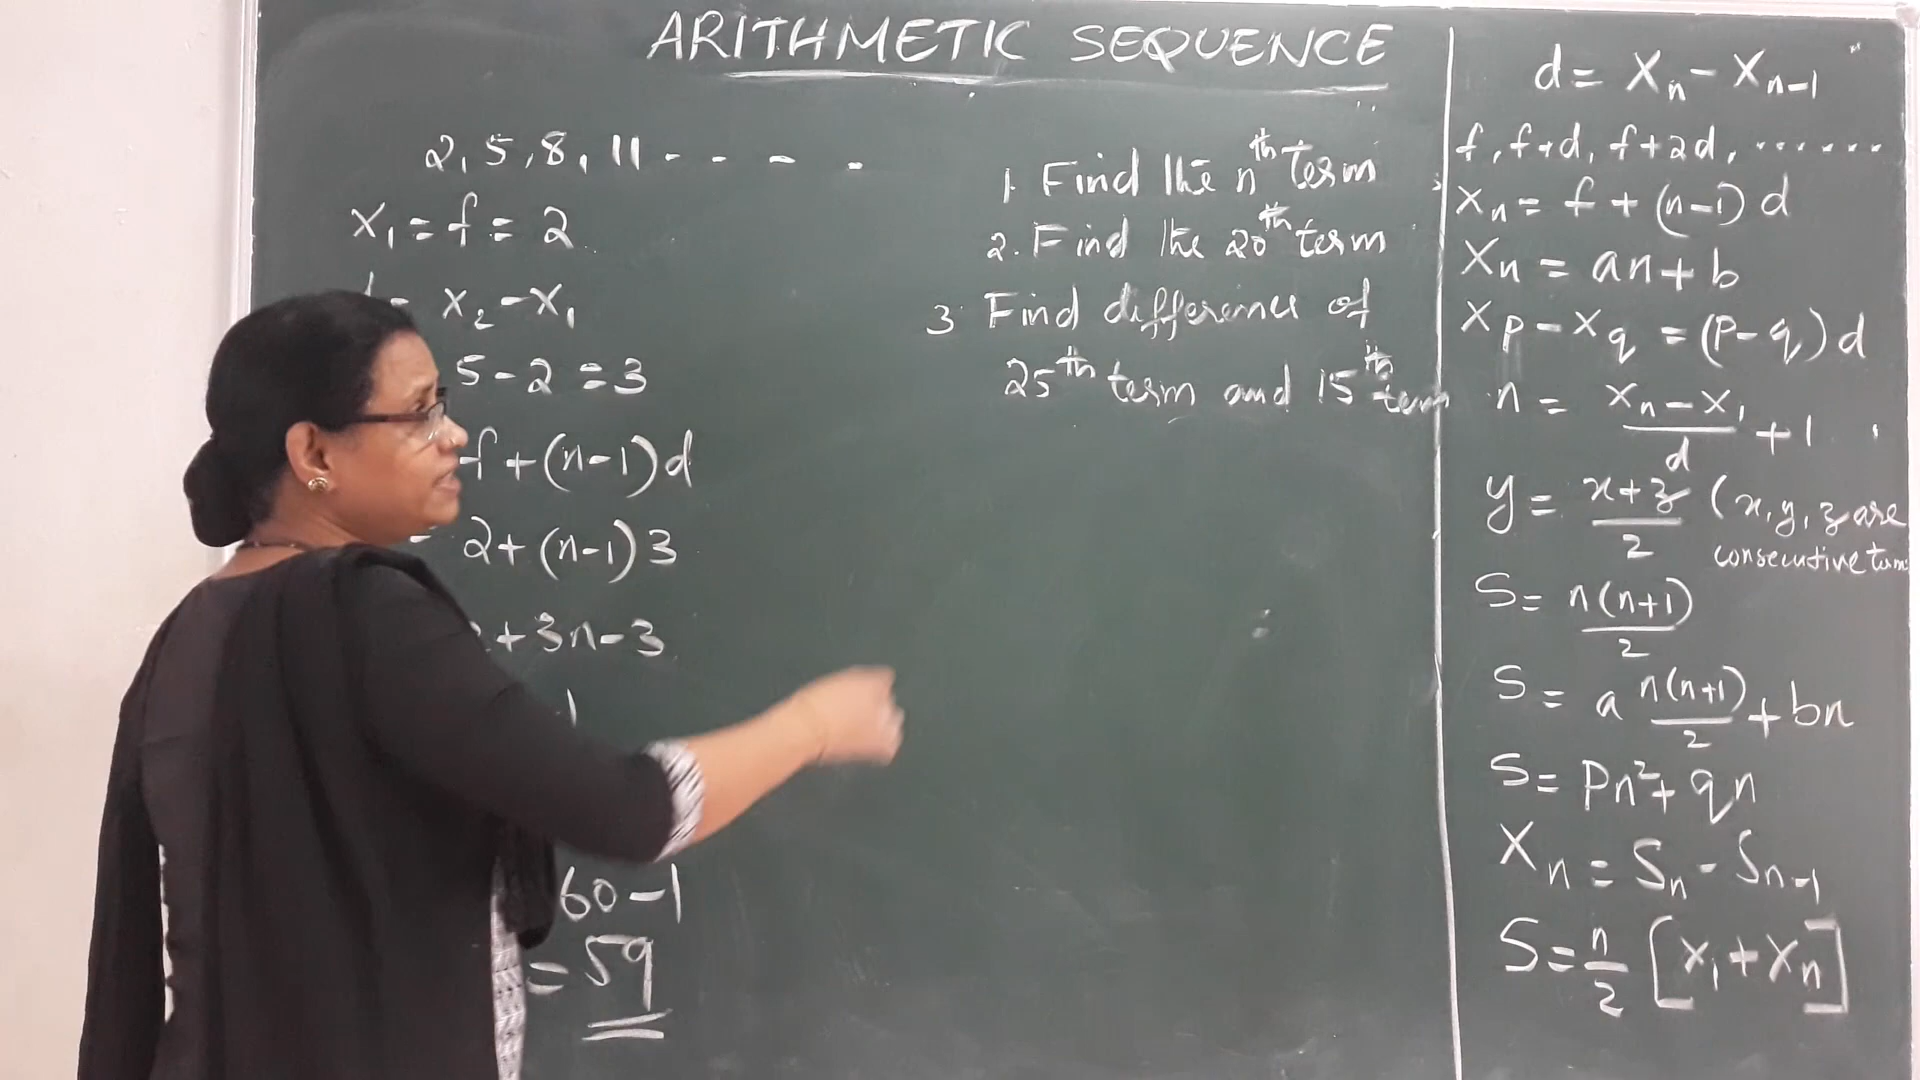 ARITHMETIC SEQUENCE
2, 5, 8, 11 - - - -
x₁ = f = 2
= x₂ - x₁
5 - 2 = 3
f + (n-1)d
= 2 + (n-1)3
+ 3n - 3
1
60 - 1
= 59
1. Find the nth term
2. Find the 20th term
3. Find difference of
25th term and 15th term
d = xₙ - xₙ₋₁
f, f+d, f+2d, ......
xₙ = f + (n-1)d
xₙ = an + b
xp - xq = (p-q)d
n = (xₙ - x₁)/d + 1
y = (x+z)/2 (x, y, z are
consecutive
S = n(n+1)/2
S = a n(n+1)/2 + bn
S = pn² + qn
xₙ = Sₙ - Sₙ₋₁
S = n/2 [x₁ + xₙ]